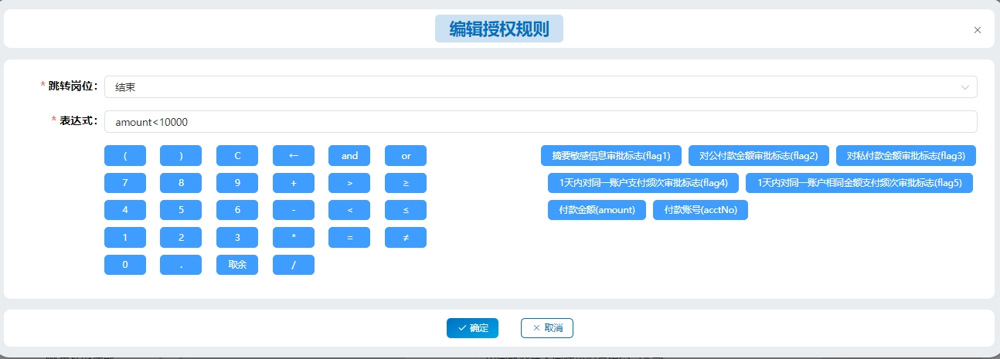 编辑授权规则
* 跳转岗位: 结束
* 表达式: amount<10000
( ) C ← and or 摘要敏感信息审批标志(flag1) 对公付款金额审批标志(flag2) 对私付款金额审批标志(flag3)
7 8 9 + > ≥ 1天内对同一账户支付频次审批标志(flag4) 1天内对同一账户相同金额支付频次审批标志(flag5)
4 5 6 - < ≤ 付款金额(amount) 付款账号(acctNo)
1 2 3 * = ≠
0 . 取余 /
确定 取消